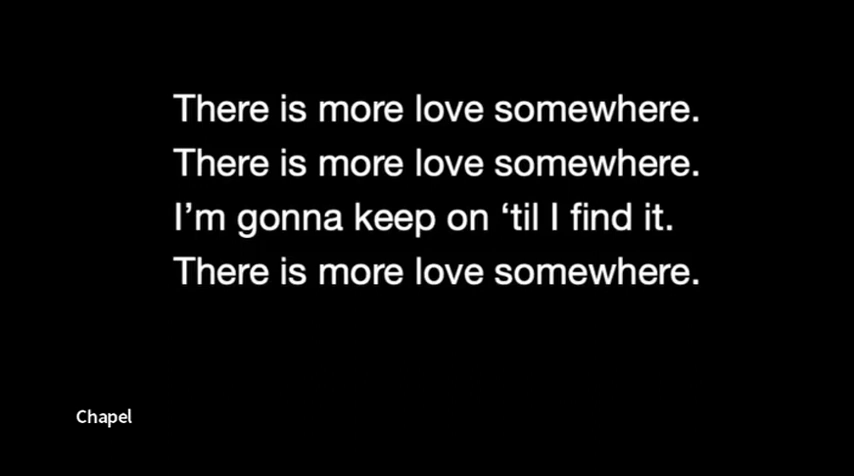 There is more love somewhere.
There is more love somewhere.
I’m gonna keep on ‘til I find it.
There is more love somewhere.
Chapel